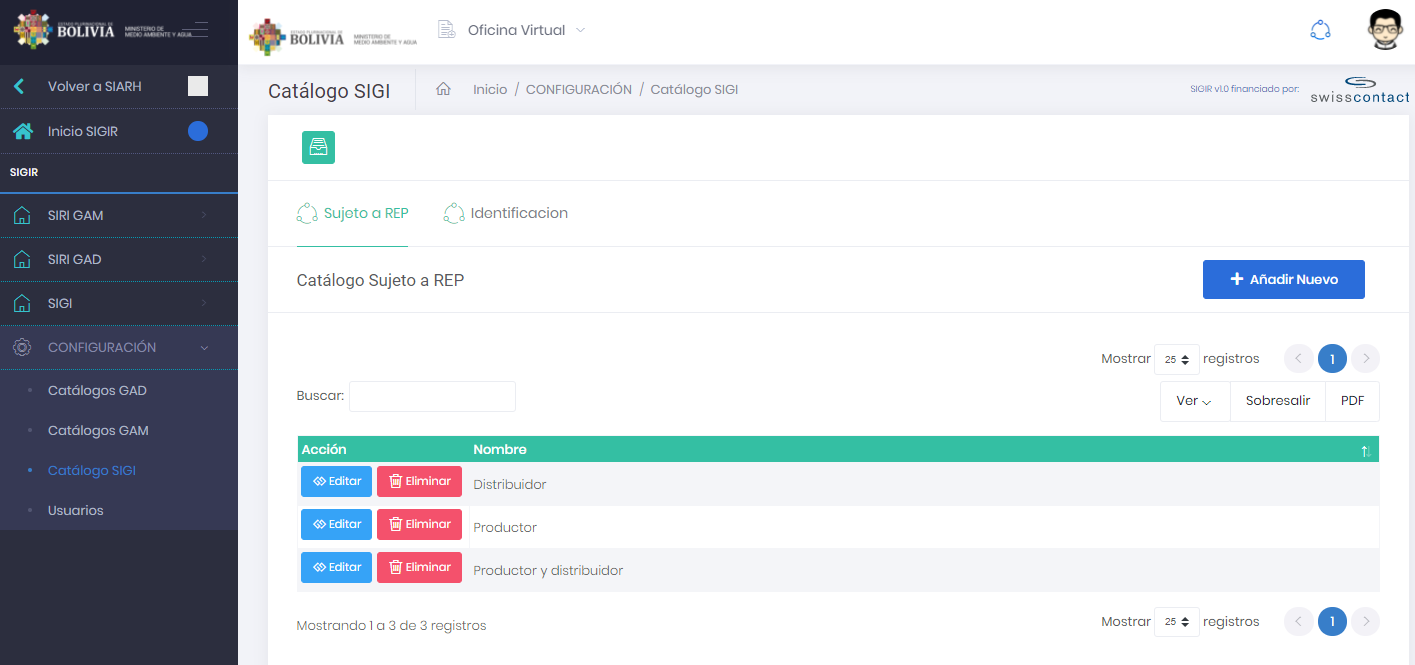 ESTADO PLURINACIONAL DE
BOLIVIA
MINISTERIO DE
MEDIO AMBIENTE Y AGUA
ESTADO PLURINACIONAL DE
BOLIVIA
MINISTERIO DE
MEDIO AMBIENTE Y AGUA
Oficina Virtual
Volver a SIARH
Inicio SIGIR
SIGIR
SIRI GAM
SIRI GAD
SIGI
CONFIGURACIÓN
Catálogos GAD
Catálogos GAM
Catálogo SIGI
Usuarios
Catálogo SIGI
Inicio / CONFIGURACIÓN / Catálogo SIGI
SIGIR v1.0 financiado por:
swisscontact
Sujeto a REP
Identificacion
Catálogo Sujeto a REP
+ Añadir Nuevo
Mostrar 25 registros
1
Buscar:
Ver
Sobresalir
PDF
Acción Nombre
Editar Eliminar Distribuidor
Editar Eliminar Productor
Editar Eliminar Productor y distribuidor
Mostrando 1 a 3 de 3 registros
Mostrar 25 registros
1